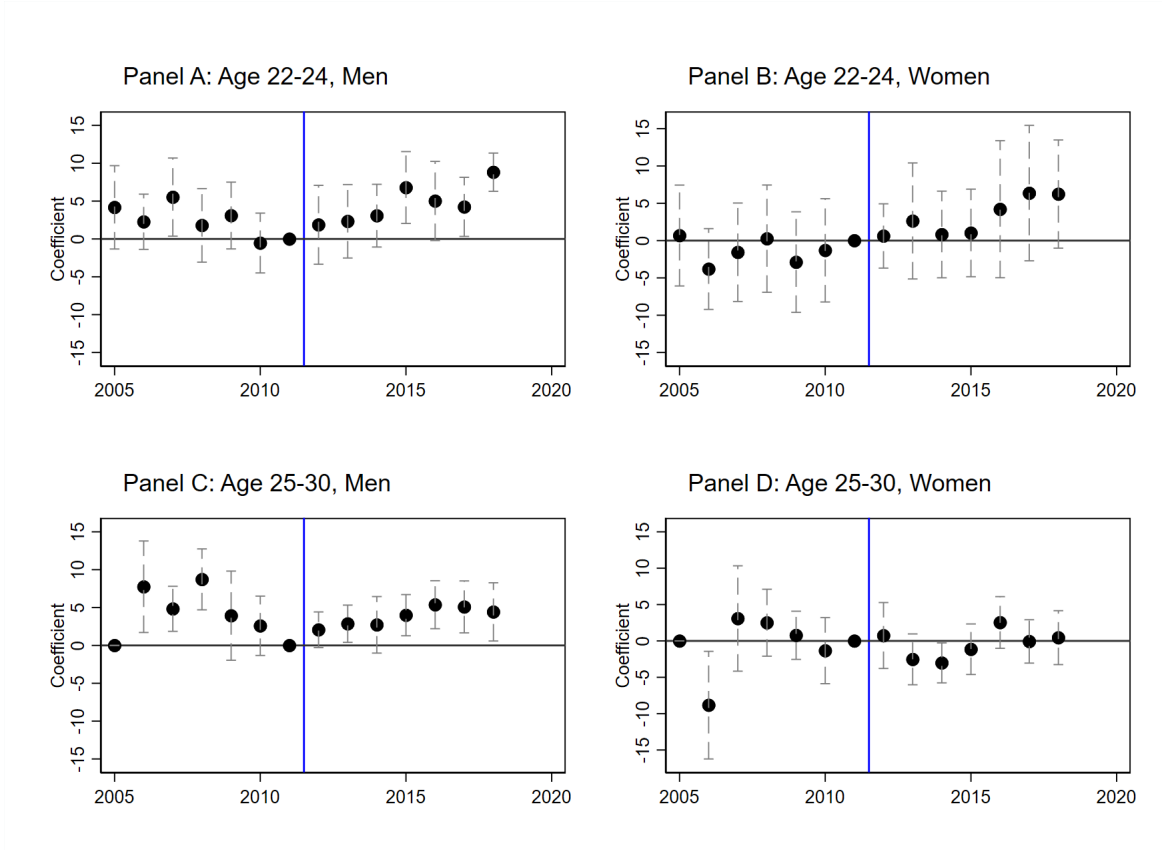 Panel A: Age 22-24, Men
Coefficient
-15 -10 -5 0 5 10 15
2005 2010 2015 2020
Panel B: Age 22-24, Women
Coefficient
-15 -10 -5 0 5 10 15
2005 2010 2015 2020
Panel C: Age 25-30, Men
Coefficient
-15 -10 -5 0 5 10 15
2005 2010 2015 2020
Panel D: Age 25-30, Women
Coefficient
-15 -10 -5 0 5 10 15
2005 2010 2015 2020